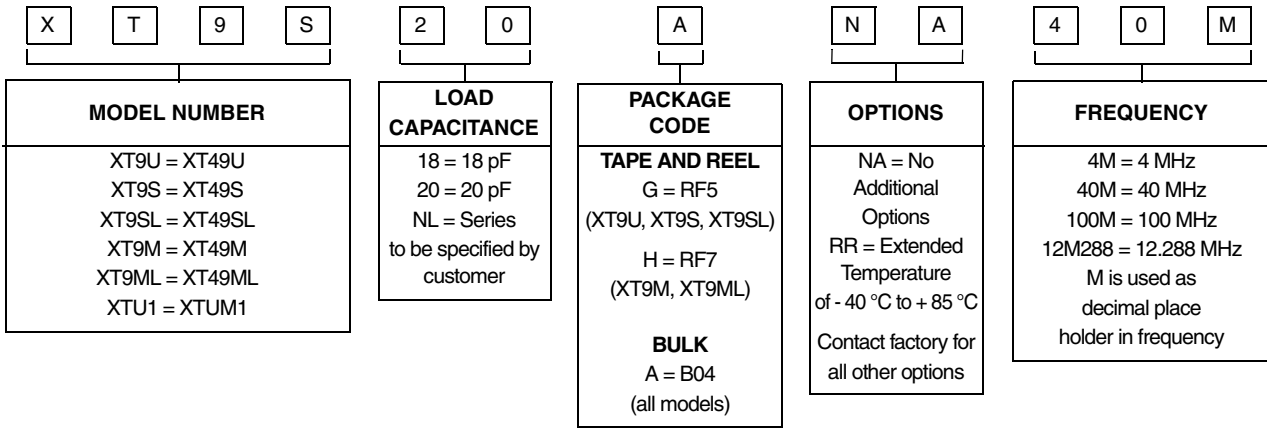 X T 9 S 2 0 A N A 4 0 M
MODEL NUMBER
XT9U = XT49U
XT9S = XT49S
XT9SL = XT49SL
XT9M = XT49M
XT9ML = XT49ML
XTU1 = XTUM1
LOAD
CAPACITANCE
18 = 18 pF
20 = 20 pF
NL = Series
to be specified by
customer
PACKAGE
CODE
TAPE AND REEL
G = RF5
(XT9U, XT9S, XT9SL)
H = RF7
(XT9M, XT9ML)
BULK
A = B04
(all models)
OPTIONS
NA = No
Additional
Options
RR = Extended
Temperature
of - 40 °C to + 85 °C
Contact factory for
all other options
FREQUENCY
4M = 4 MHz
40M = 40 MHz
100M = 100 MHz
12M288 = 12.288 MHz
M is used as
decimal place
holder in frequency